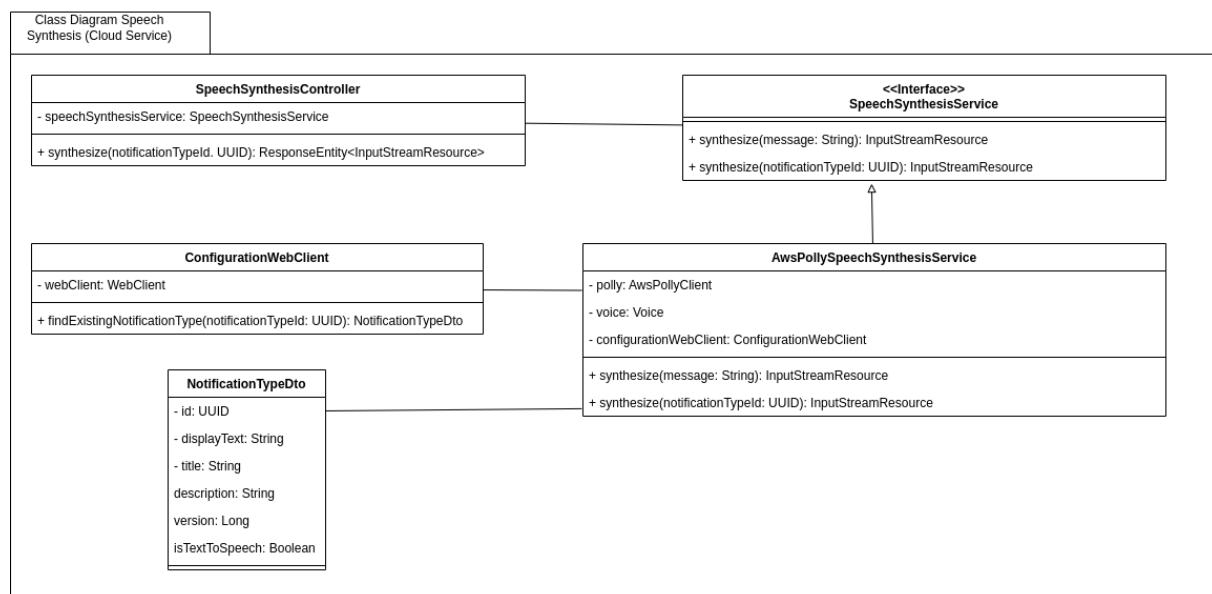 Class Diagram Speech
Synthesis (Cloud Service)
SpeechSynthesisController
- speechSynthesisService: SpeechSynthesisService
+ synthesize(notificationTypeId. UUID): ResponseEntity<InputStreamResource>
<<Interface>>
SpeechSynthesisService
+ synthesize(message: String): InputStreamResource
+ synthesize(notificationTypeId: UUID): InputStreamResource
ConfigurationWebClient
- webClient: WebClient
+ findExistingNotificationType(notificationTypeId: UUID): NotificationTypeDto
AwsPollySpeechSynthesisService
- polly: AwsPollyClient
- voice: Voice
- configurationWebClient: ConfigurationWebClient
+ synthesize(message: String): InputStreamResource
+ synthesize(notificationTypeId: UUID): InputStreamResource
NotificationTypeDto
- id: UUID
- displayText: String
- title: String
description: String
version: Long
isTextToSpeech: Boolean